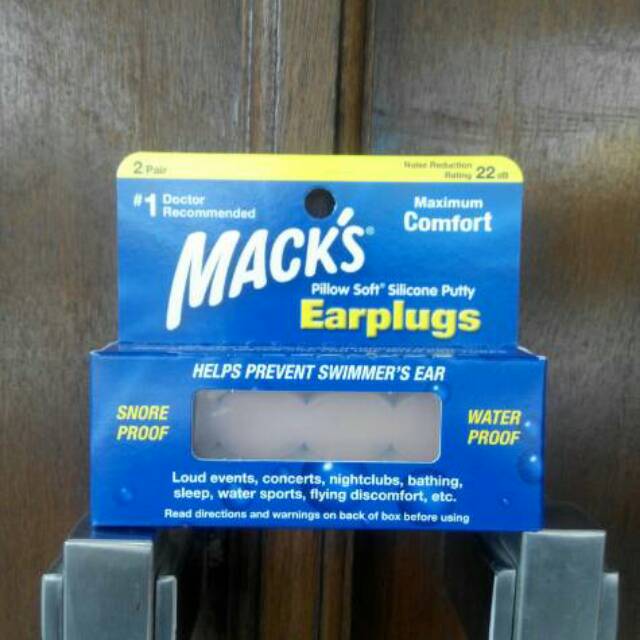 2 Pair
Noise Reduction
Rating 22 dB
#1 Doctor
Recommended
Maximum
Comfort
MACK'S®
Pillow Soft® Silicone Putty
Earplugs
HELPS PREVENT SWIMMER'S EAR
SNORE
PROOF
WATER
PROOF
Loud events, concerts, nightclubs, bathing,
sleep, water sports, flying discomfort, etc.
Read directions and warnings on back of box before using